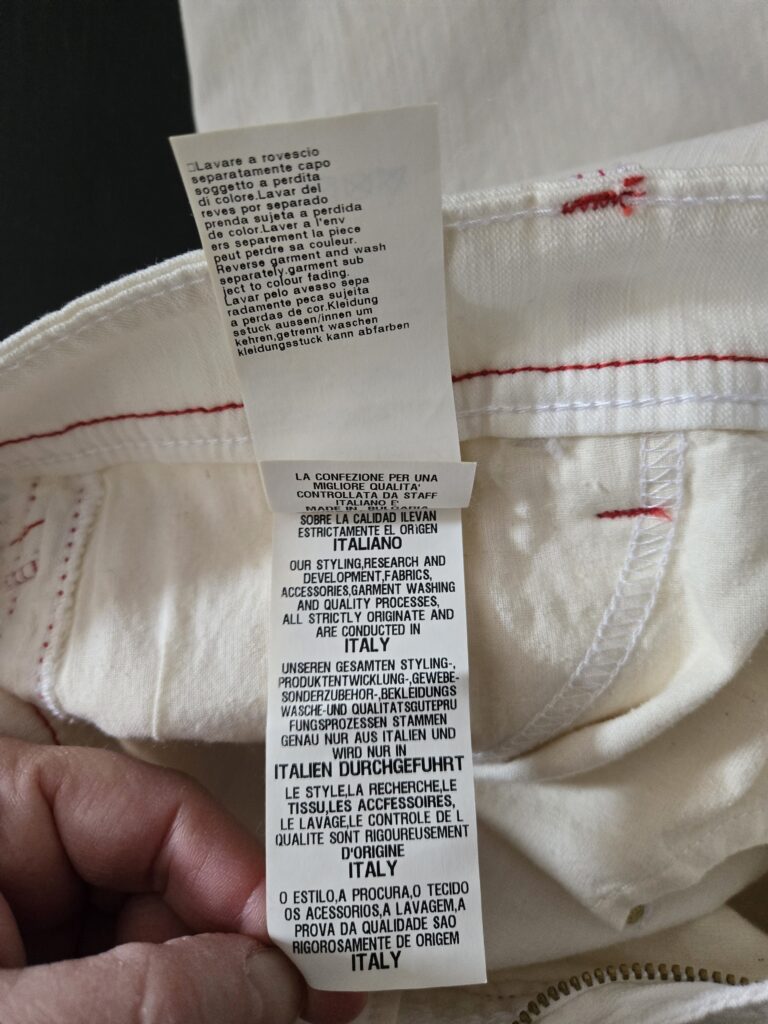 Lavare a rovescio
separatamente capo
soggetto a perdita
di colore.Lavar del
reves por separado
prenda sujeta a perdida
de color.Laver a l'env
ers separement la piece
peut perdre sa couleur.
Reverse garment and wash
separately.garment sub
ject to colour fading.
Lavar pelo avesso sepa
radamente peca sujeita
a perdas de cor.Kleidung
sstuck aussen/innen um
kehren,getrennt waschen
kleidungsstuck kann abfarben
LA CONFEZIONE PER UNA
MIGLIORE QUALITA'
CONTROLLATA DA STAFF
ITALIANO E'
MADE IN BULGARIA
SOBRE LA CALIDAD llEVAN
ESTRICTAMENTE EL ORiGEN
ITALIANO
OUR STYLING,RESEARCH AND
DEVELOPMENT,FABRICS,
ACCESSORIES,GARMENT WASHING
AND QUALITY PROCESSES,
ALL STRICTLY ORIGINATE AND
ARE CONDUCTED IN
ITALY
UNSEREN GESAMTEN STYLING-,
PRODUKTENTWICKLUNG-,GEWEBE-
SONDERZUBEHOR-,BEKLEIDUNGS
WASCHE-UND QUALITATSGUTEPRU
FUNGSPROZESSEN STAMMEN
GENAU NUR AUS ITALIEN UND
WIRD NUR IN
ITALIEN DURCHGEFUHRT
LE STYLE,LA RECHERCHE,LE
TISSU,LES ACCFESSOIRES,
LE LAVAGE,LE CONTROLE DE L
QUALITE SONT RIGOUREUSEMENT
D'ORIGINE
ITALY
O ESTILO,A PROCURA,O TECIDO
OS ACESSORIOS,A LAVAGEM,A
PROVA DA QUALIDADE SAO
RIGOROSAMENTE DE ORIGEM
ITALY